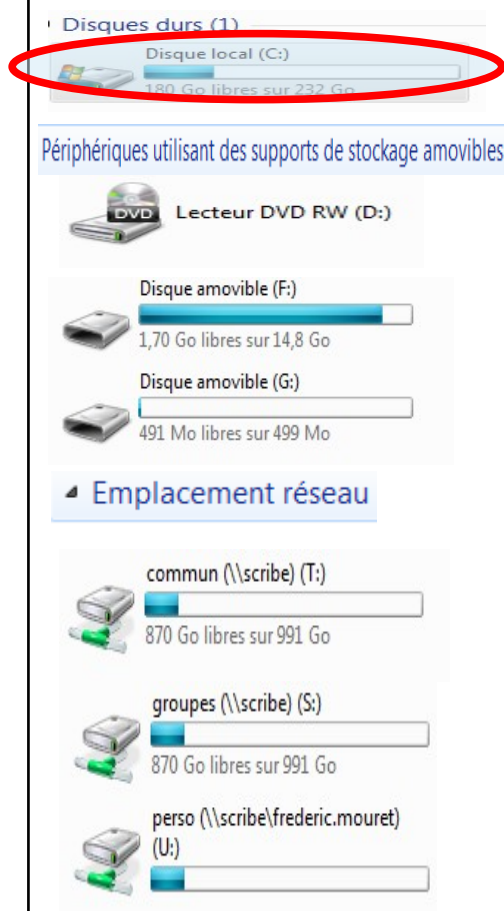 Disques durs (1)
Disque local (C:)
180 Go libres sur 232 Go
Périphériques utilisant des supports de stockage amovibles
DVD
Lecteur DVD RW (D:)
Disque amovible (F:)
1,70 Go libres sur 14,8 Go
Disque amovible (G:)
491 Mo libres sur 499 Mo
Emplacement réseau
commun (\\scribe) (T:)
870 Go libres sur 991 Go
groupes (\\scribe) (S:)
870 Go libres sur 991 Go
perso (\\scribe\frederic.mouret)
(U:)